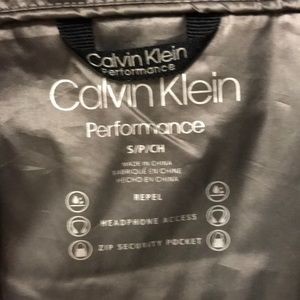 Calvin Klein
Performance
Calvin Klein
Performance
S/P/CH
MADE IN CHINA
FABRIQUÉ EN CHINE
HECHO EN CHINA
REPEL
HEADPHONE ACCESS
ZIP SECURITY POCKET